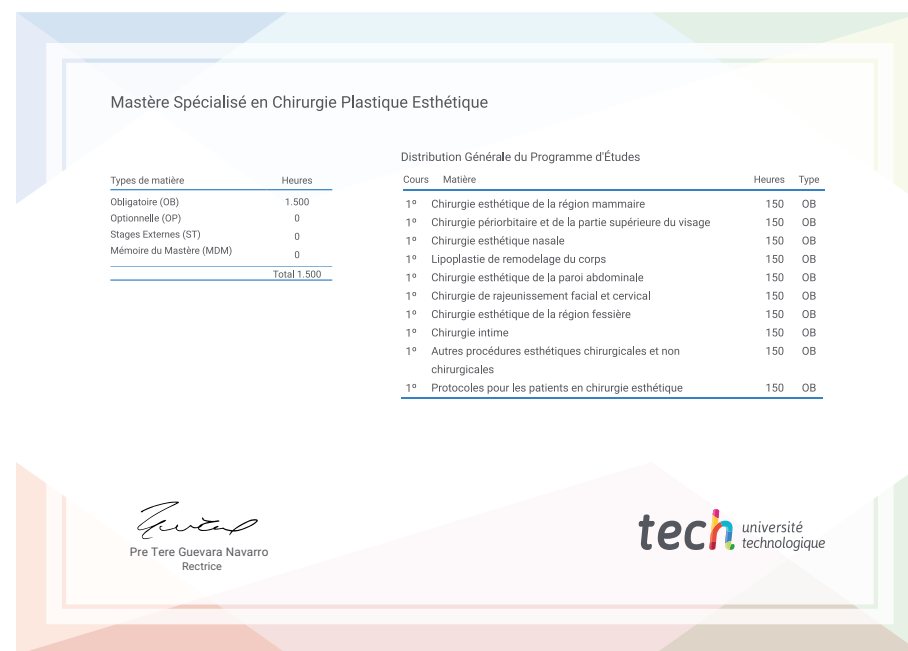 Mastère Spécialisé en Chirurgie Plastique Esthétique
Types de matière Heures
Obligatoire (OB) 1.500
Optionnelle (OP) 0
Stages Externes (ST) 0
Mémoire du Mastère (MDM) 0
Total 1.500
Distribution Générale du Programme d'Études
Cours Matière Heures Type
1º Chirurgie esthétique de la région mammaire 150 OB
1º Chirurgie périorbitaire et de la partie supérieure du visage 150 OB
1º Chirurgie esthétique nasale 150 OB
1º Lipoplastie de remodelage du corps 150 OB
1º Chirurgie esthétique de la paroi abdominale 150 OB
1º Chirurgie de rajeunissement facial et cervical 150 OB
1º Chirurgie esthétique de la région fessière 150 OB
1º Chirurgie intime 150 OB
1º Autres procédures esthétiques chirurgicales et non 150 OB
chirurgicales
1º Protocoles pour les patients en chirurgie esthétique 150 OB
Pre Tere Guevara Navarro
Rectrice
tech université
technologique